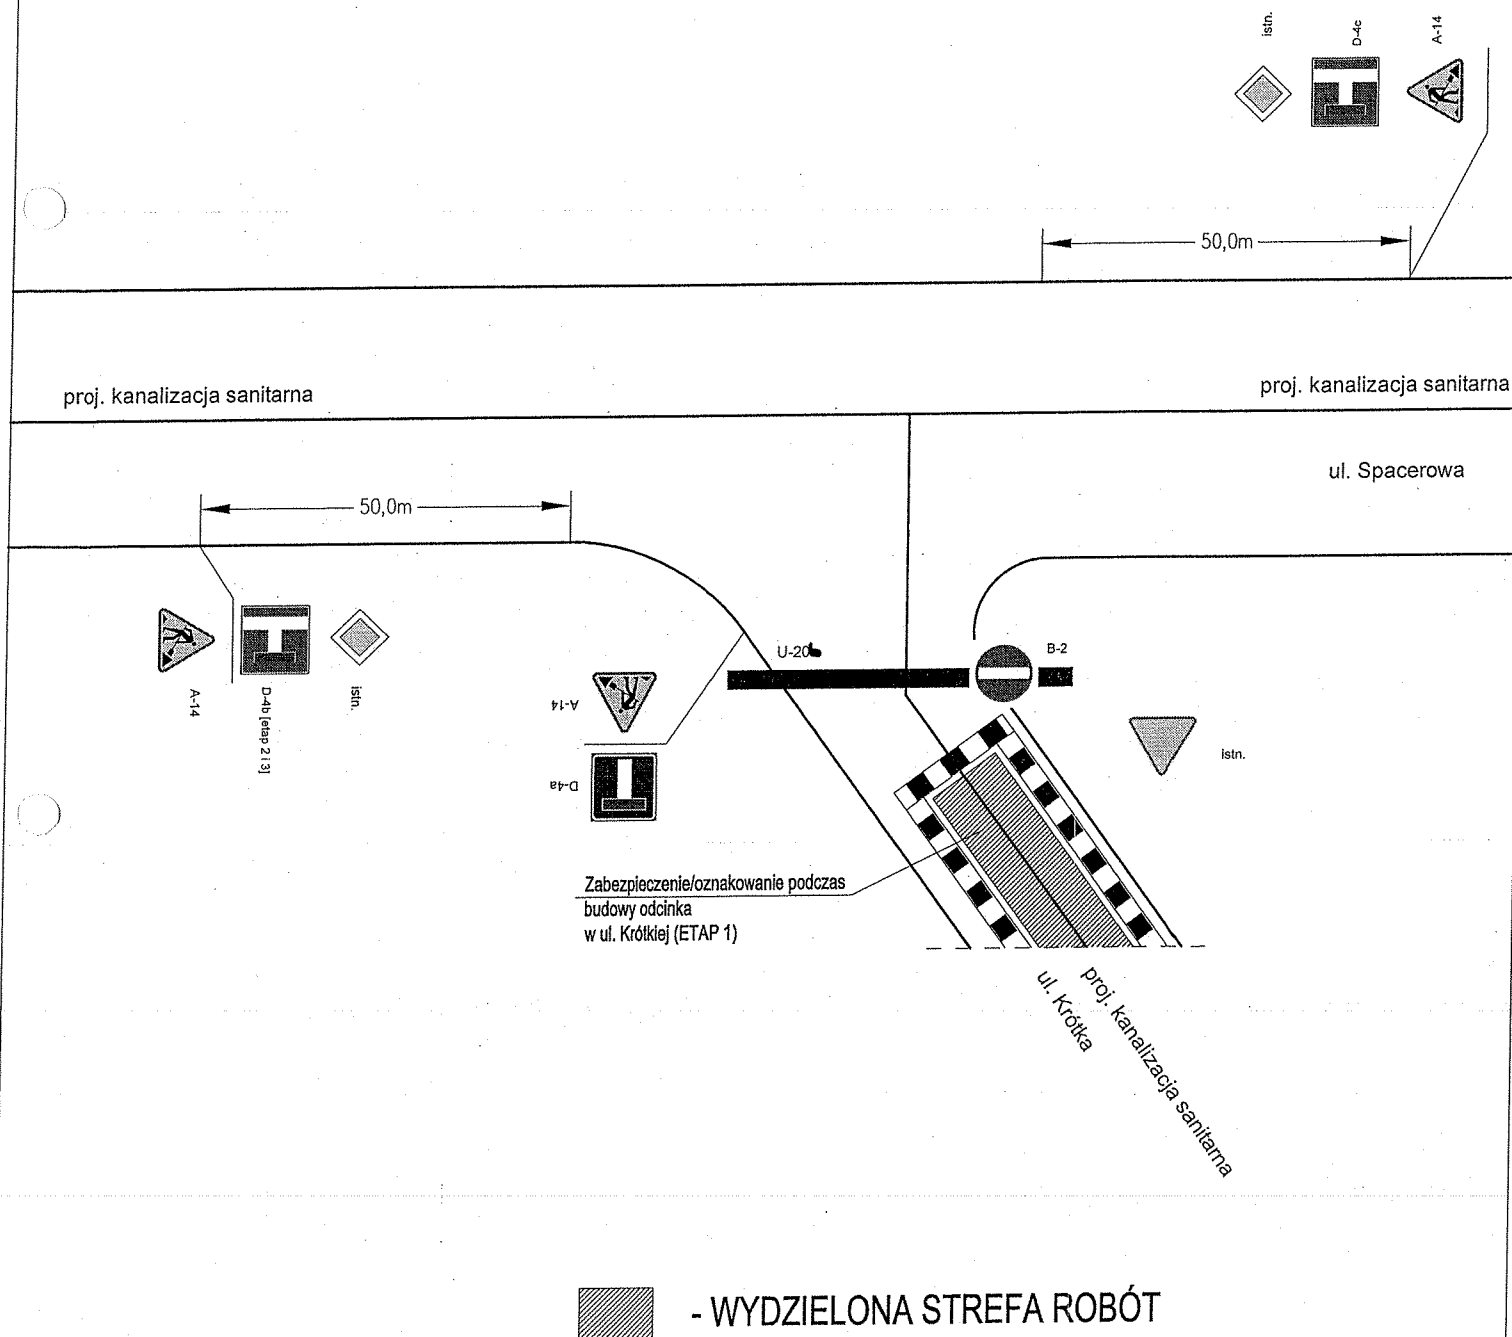 istn.
D-4c
A-14
50,0m
proj. kanalizacja sanitarna
proj. kanalizacja sanitarna
ul. Spacerowa
50,0m
A-14
D-4b [etap 2 i 3]
istn.
U-20
B-2
A-14
D-4a
istn.
Zabezpieczenie/oznakowanie podczas
budowy odcinka
w ul. Krótkiej (ETAP 1)
ul. Krótka
proj. kanalizacja sanitarna
- WYDZIELONA STREFA ROBÓT